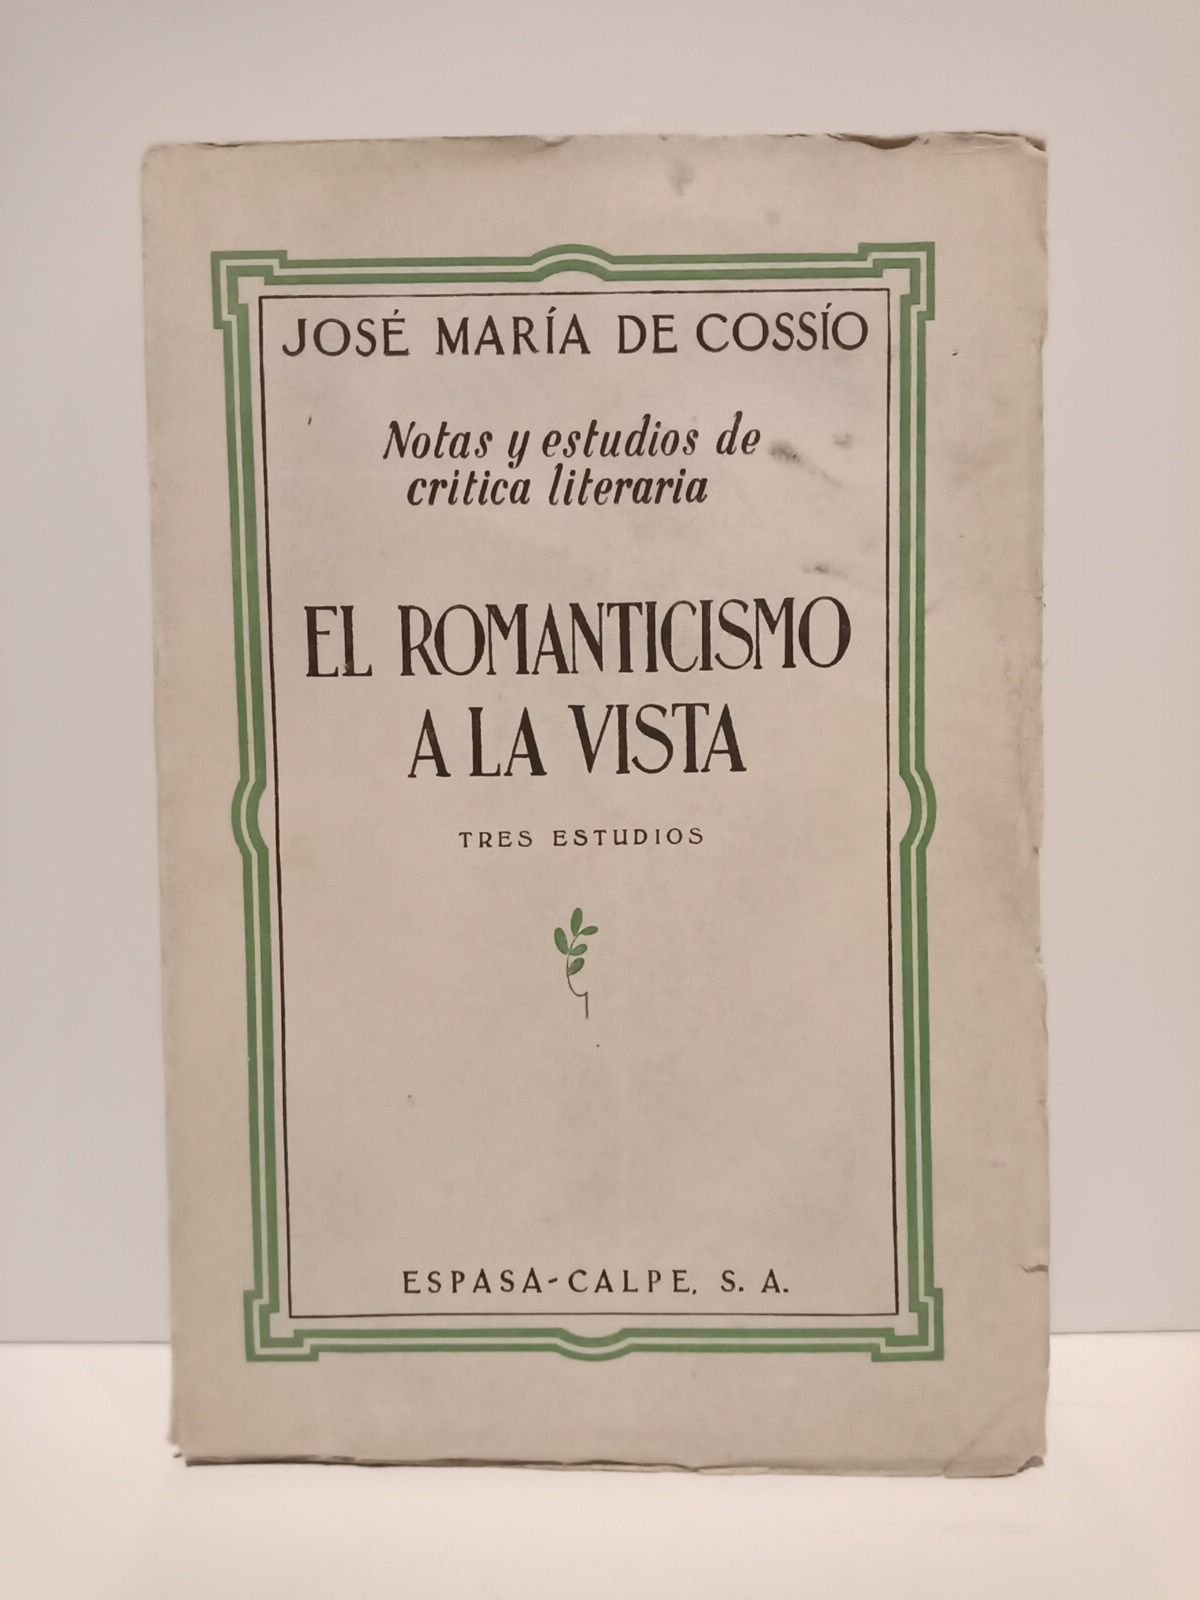 JOSÉ MARÍA DE COSSÍO
Notas y estudios de
critica literaria
EL ROMANTICISMO
A LA VISTA
TRES ESTUDIOS
ESPASA-CALPE, S. A.